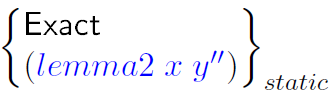 {Exact
(lemma2 x y″)}static